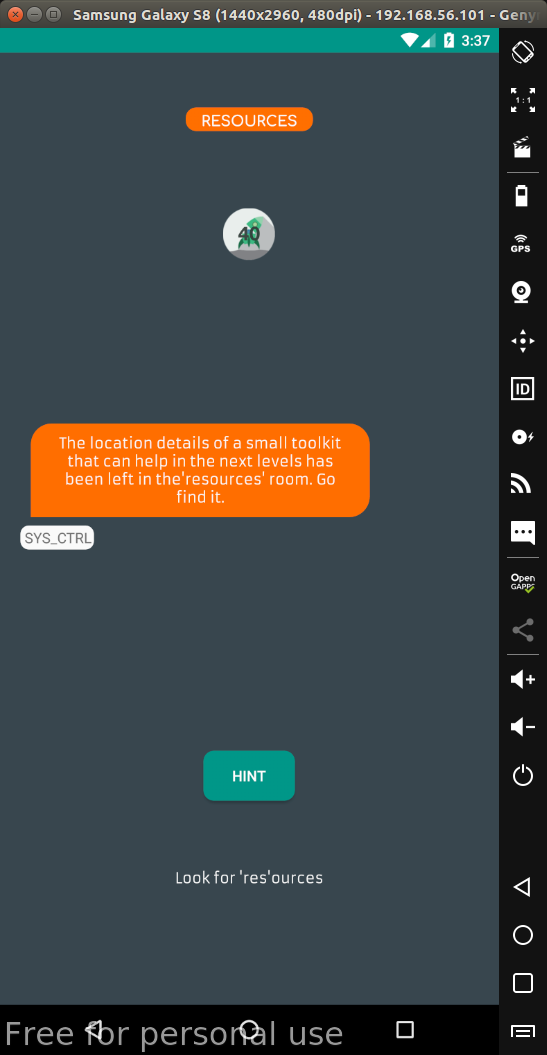 Samsung Galaxy S8 (1440x2960, 480dpi) - 192.168.56.101 - Geny
3:37
RESOURCES
40
The location details of a small toolkit
that can help in the next levels has
been left in the'resources' room. Go
find it.
SYS_CTRL
HINT
Look for 'res'ources
Free for personal use
1:1
GPS
ID
Open
GAPPS